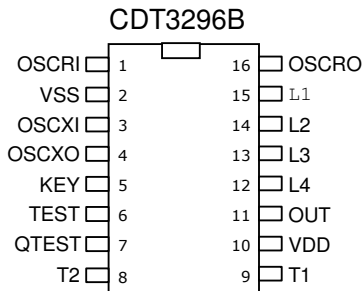 CDT3296B
OSCRI 1 16 OSCRO
VSS 2 15 L1
OSCXI 3 14 L2
OSCXO 4 13 L3
KEY 5 12 L4
TEST 6 11 OUT
QTEST 7 10 VDD
T2 8 9 T1